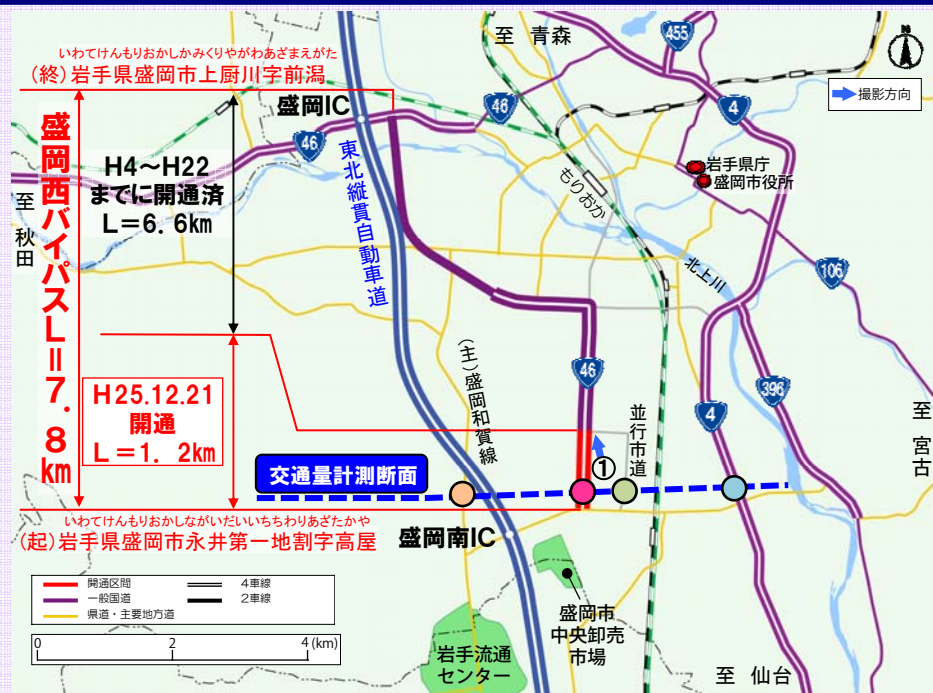 いわてけんもりおかしかみくりやがわあざまえがた
(終)岩手県盛岡市上厨川字前潟
至 青森
455
N
撮影方向
盛岡IC
46
46
4
盛岡西バイパスL=7.8km
H4～H22
までに開通済
L=6.6km
至
秋田
東北縦貫自動車道
もりおか
岩手県庁
盛岡市役所
北上川
106
H25.12.21
開通
L=1.2km
(主)盛岡和賀線
46
並行市道
4
396
至
宮古
①
交通量計測断面
いわてけんもりおかしながいだいいちちわりあざたかや
(起)岩手県盛岡市永井第一地割字高屋
盛岡南IC
開通区間
4車線
一般国道
2車線
県道・主要地方道
0 2 4(km)
盛岡市
中央卸売
市場
岩手流通
センター
至 仙台